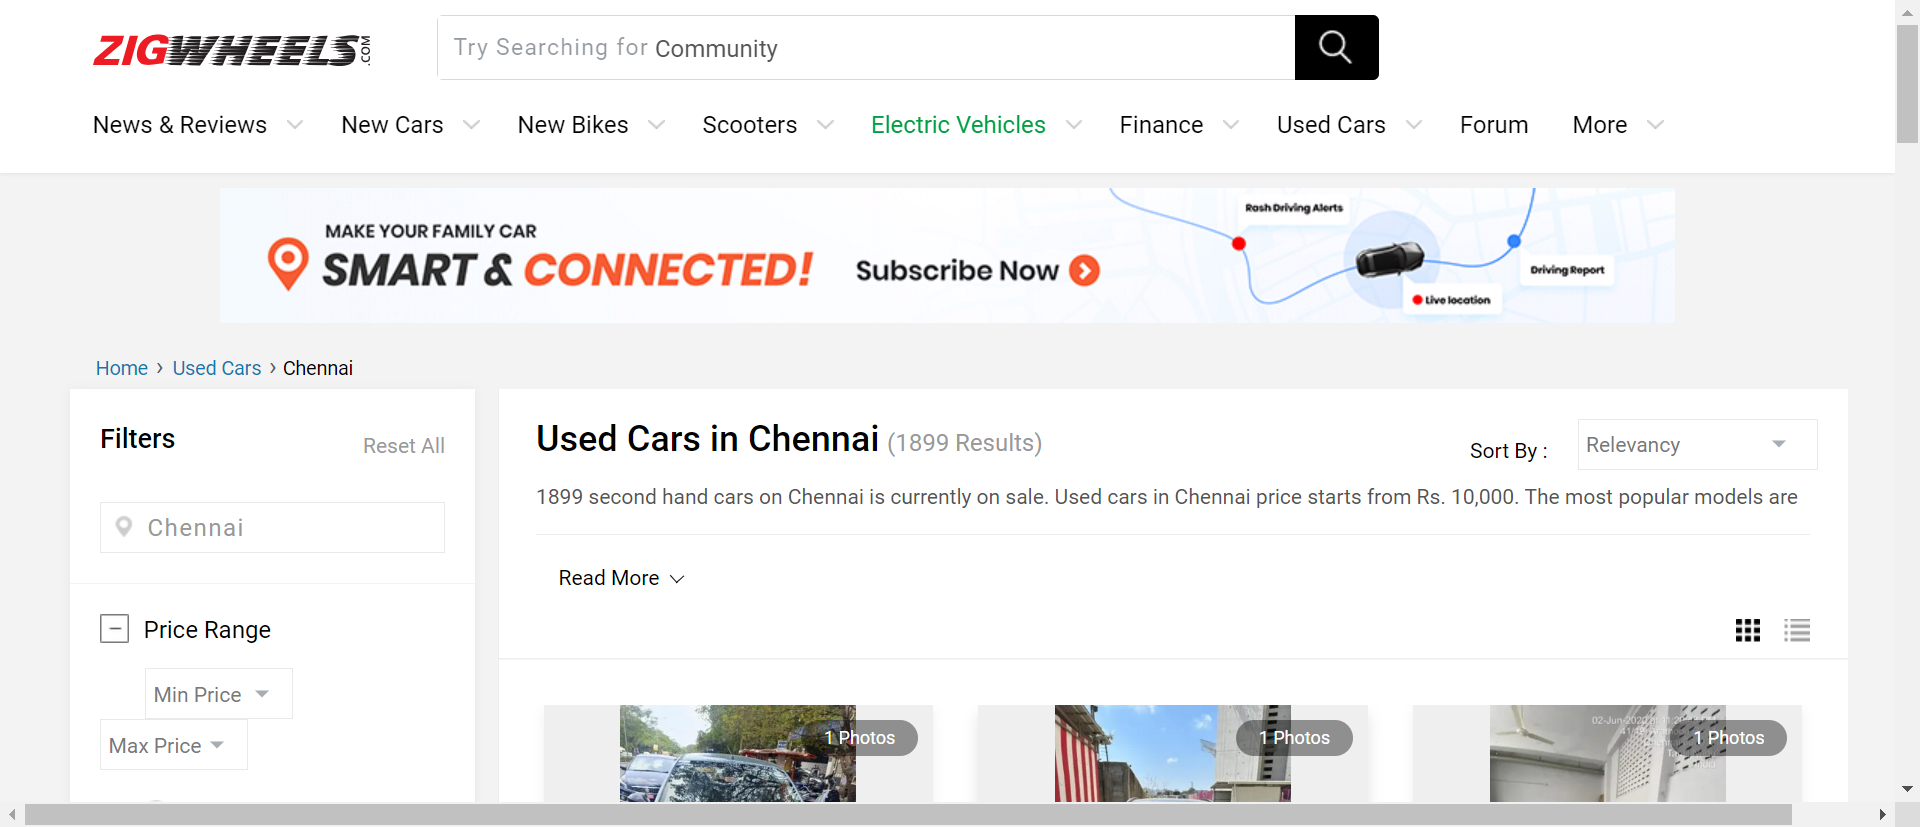 ZIGWHEELS.COM
Try Searching for Community
News & Reviews New Cars New Bikes Scooters Electric Vehicles Finance Used Cars Forum More
MAKE YOUR FAMILY CAR
SMART & CONNECTED!
Subscribe Now
Rash Driving Alerts
Driving Report
Live location
Home › Used Cars › Chennai
Filters
Reset All
Chennai
Price Range
Min Price
Max Price
Used Cars in Chennai (1899 Results)
Sort By :
Relevancy
1899 second hand cars on Chennai is currently on sale. Used cars in Chennai price starts from Rs. 10,000. The most popular models are
Read More
1 Photos
1 Photos
1 Photos